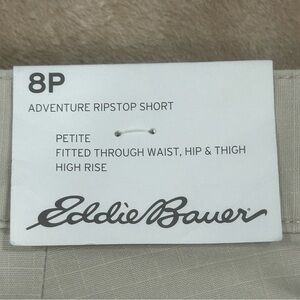 8P
ADVENTURE RIPSTOP SHORT
PETITE
FITTED THROUGH WAIST, HIP & THIGH
HIGH RISE
Eddie Bauer